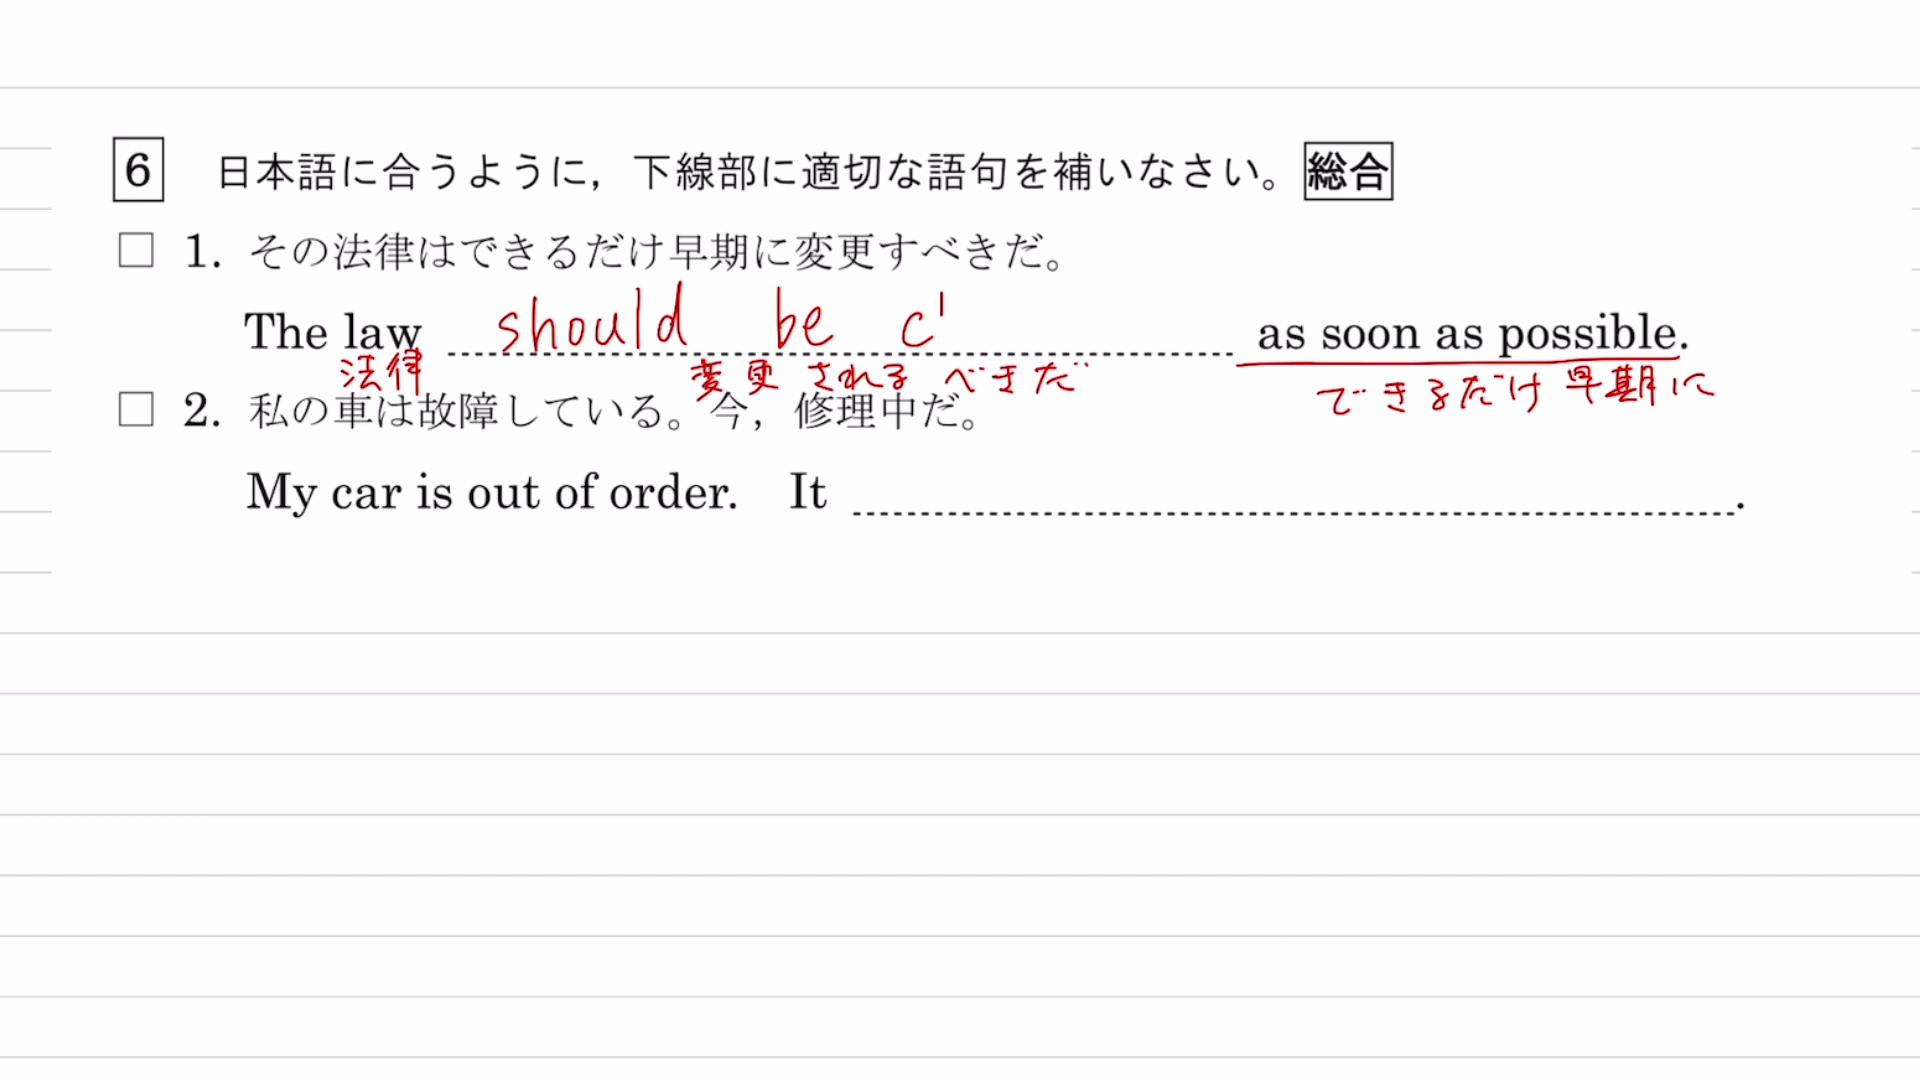 6 日本語に合うように，下線部に適切な語句を補いなさい。総合
□ 1. その法律はできるだけ早期に変更すべきだ。
The law should be c as soon as possible.
法律 変更されるべきだ できるだけ早期に
□ 2. 私の車は故障している。今，修理中だ。
My car is out of order. It .